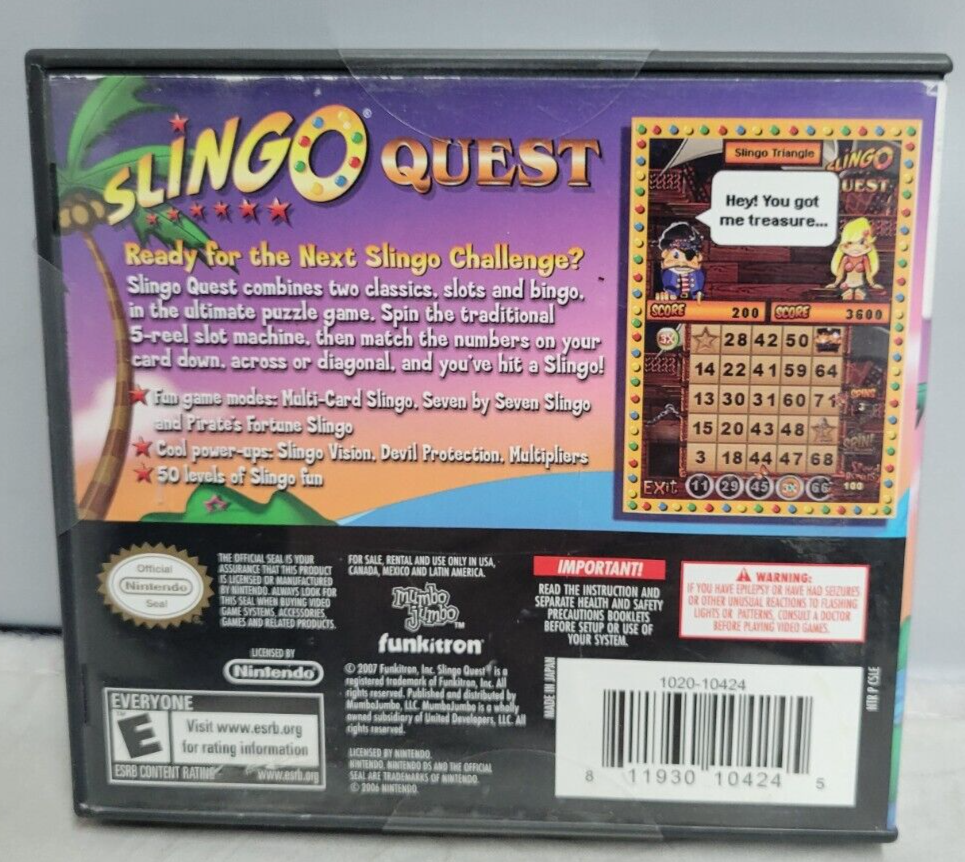 SLINGO® QUEST
Ready for the Next Slingo Challenge?
Slingo Quest combines two classics, slots and bingo,
in the ultimate puzzle game. Spin the traditional
5-reel slot machine, then match the numbers on your
card down, across or diagonal, and you've hit a Slingo!
Fun game modes: Multi-Card Slingo, Seven by Seven Slingo
and Pirate's Fortune Slingo
Cool power-ups: Slingo Vision, Devil Protection, Multipliers
50 levels of Slingo fun
Slingo Triangle
SLINGO
QUEST
Hey! You got
me treasure...
SCORE 200 SCORE 3600
3X
28 42 50
14 22 41 59 64
13 30 31 60 71
15 20 43 48
3 18 44 47 68
SPINS
3
SPIN!
Exit 11 29 45 3X 66 100
Official
Nintendo
Seal
THE OFFICIAL SEAL IS YOUR
ASSURANCE THAT THIS PRODUCT
IS LICENSED OR MANUFACTURED
BY NINTENDO. ALWAYS LOOK FOR
THIS SEAL WHEN BUYING VIDEO
GAME SYSTEMS, ACCESSORIES,
GAMES AND RELATED PRODUCTS.
LICENSED BY
Nintendo
EVERYONE
E
™
Visit www.esrb.org
for rating information
ESRB CONTENT RATING www.esrb.org
FOR SALE, RENTAL AND USE ONLY IN USA,
CANADA, MEXICO AND LATIN AMERICA.
mumbo
jumbo™
funkitron®
© 2007 Funkitron, Inc. Slingo Quest® is a
registered trademark of Funkitron, Inc. All
rights reserved. Published and distributed by
MumboJumbo, LLC. MumboJumbo is a wholly
owned subsidiary of United Developers, LLC. All
rights reserved.
LICENSED BY NINTENDO.
NINTENDO, NINTENDO DS AND THE OFFICIAL
SEAL ARE TRADEMARKS OF NINTENDO.
© 2006 NINTENDO.
IMPORTANT!
READ THE INSTRUCTION AND
SEPARATE HEALTH AND SAFETY
PRECAUTIONS BOOKLETS
BEFORE SETUP OR USE OF
YOUR SYSTEM.
WARNING:
IF YOU HAVE EPILEPSY OR HAVE HAD SEIZURES
OR OTHER UNUSUAL REACTIONS TO FLASHING
LIGHTS OR PATTERNS, CONSULT A DOCTOR
BEFORE PLAYING VIDEO GAMES.
MADE IN JAPAN
1020-10424
8 11930 10424 5